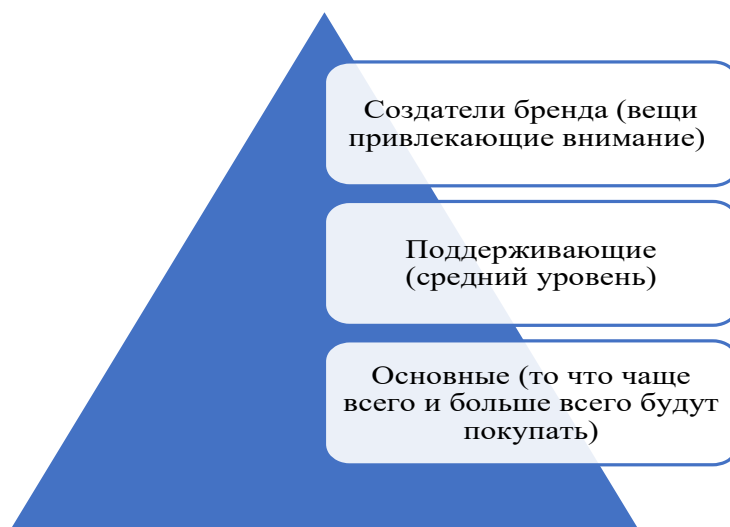 Создатели бренда (вещи
привлекающие внимание)
Поддерживающие
(средний уровень)
Основные (то что чаще
всего и больше всего будут
покупать)